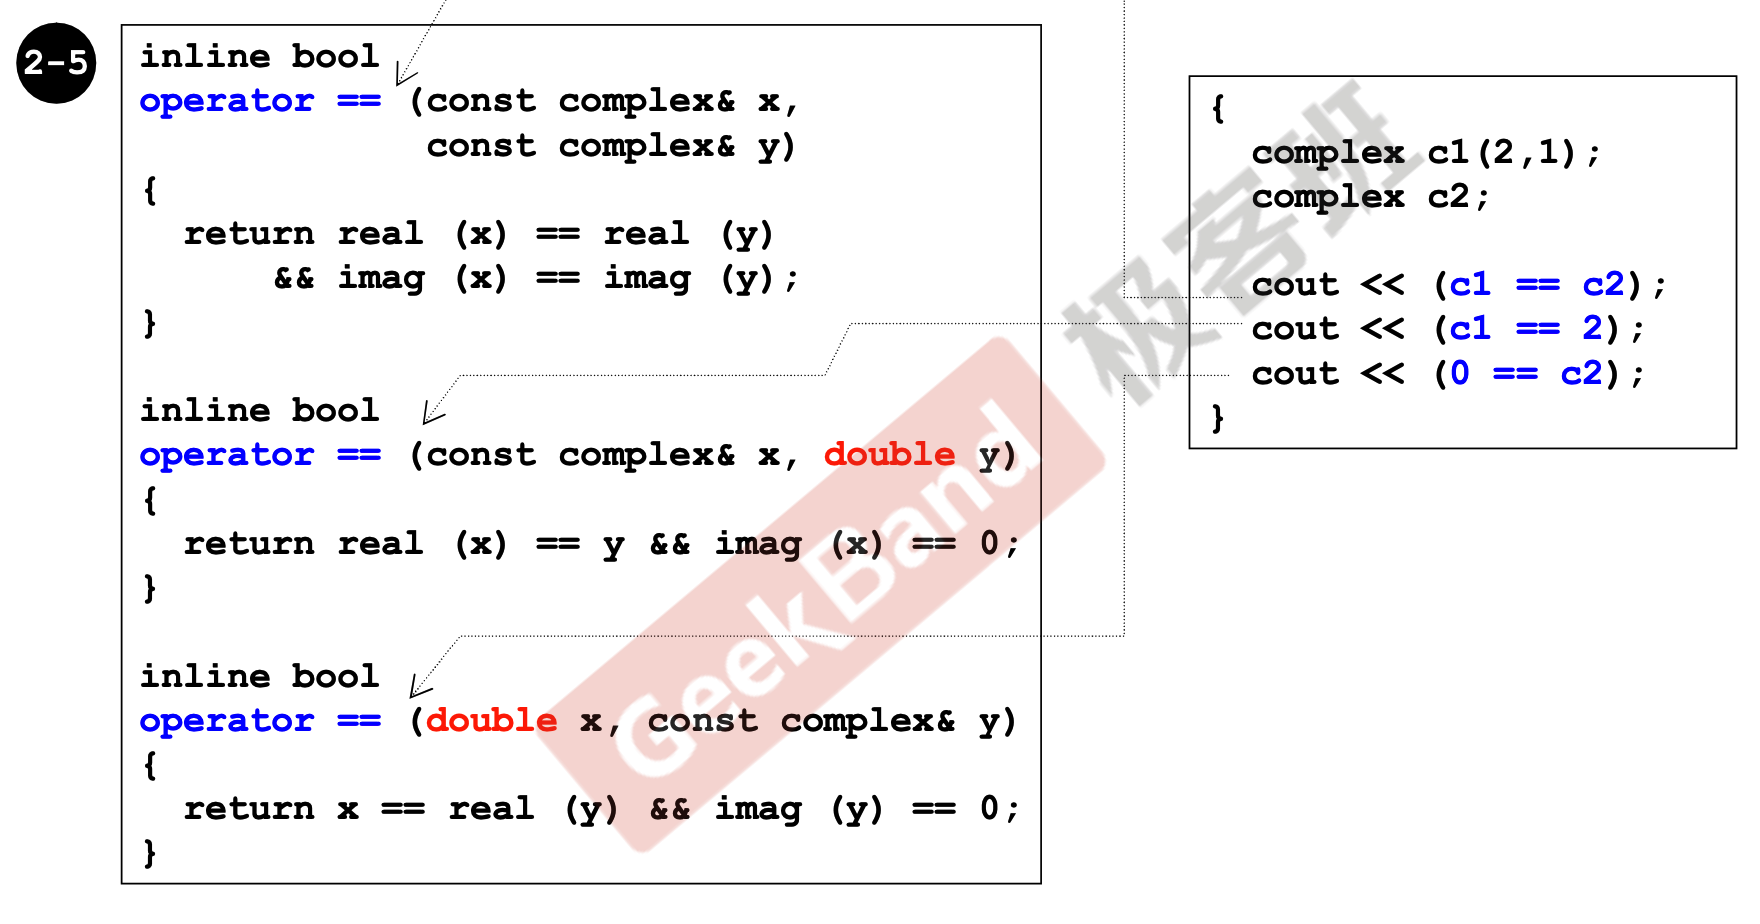 2-5
inline bool
operator == (const complex& x,
const complex& y)
{
return real (x) == real (y)
&& imag (x) == imag (y);
}
inline bool
operator == (const complex& x, double y)
{
return real (x) == y && imag (x) == 0;
}
inline bool
operator == (double x, const complex& y)
{
return x == real (y) && imag (y) == 0;
}
{
complex c1(2,1);
complex c2;
cout << (c1 == c2);
cout << (c1 == 2);
cout << (0 == c2);
}
GeekBand 极客班